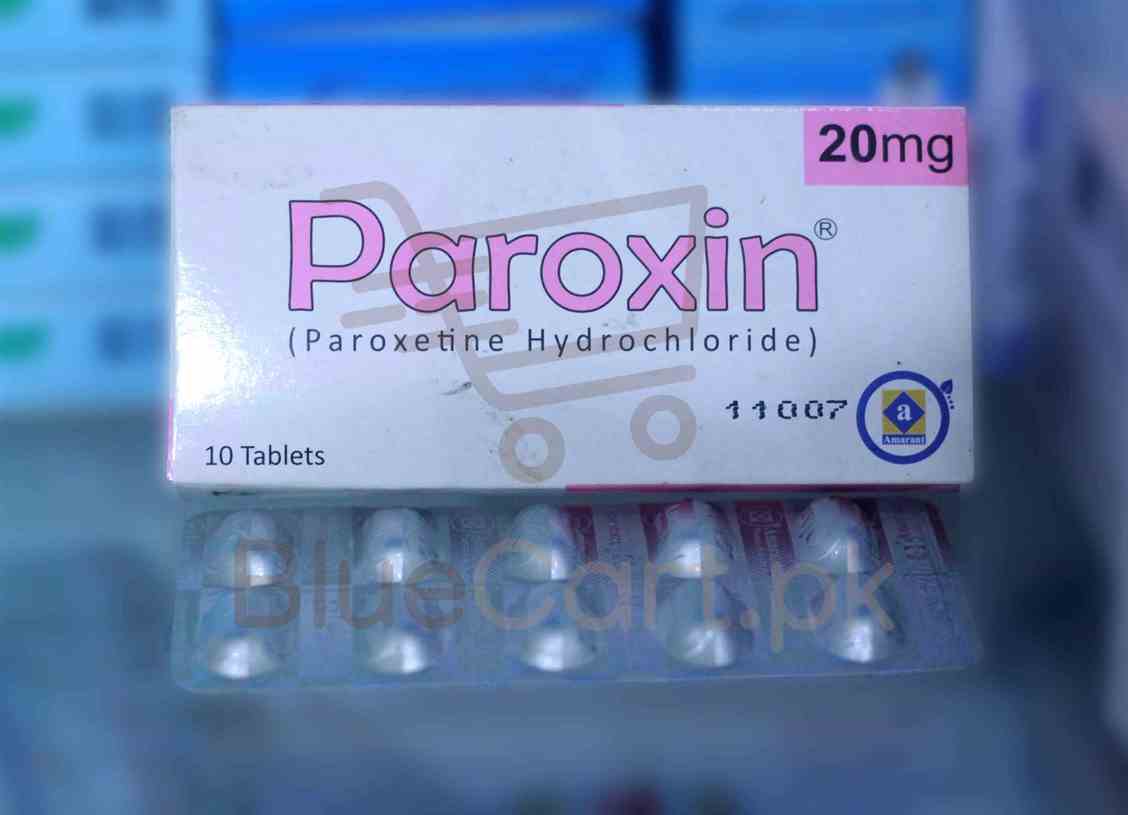 20mg
Paroxin®
(Paroxetine Hydrochloride)
11007
a
Amarant
10 Tablets
BlueCart.pk